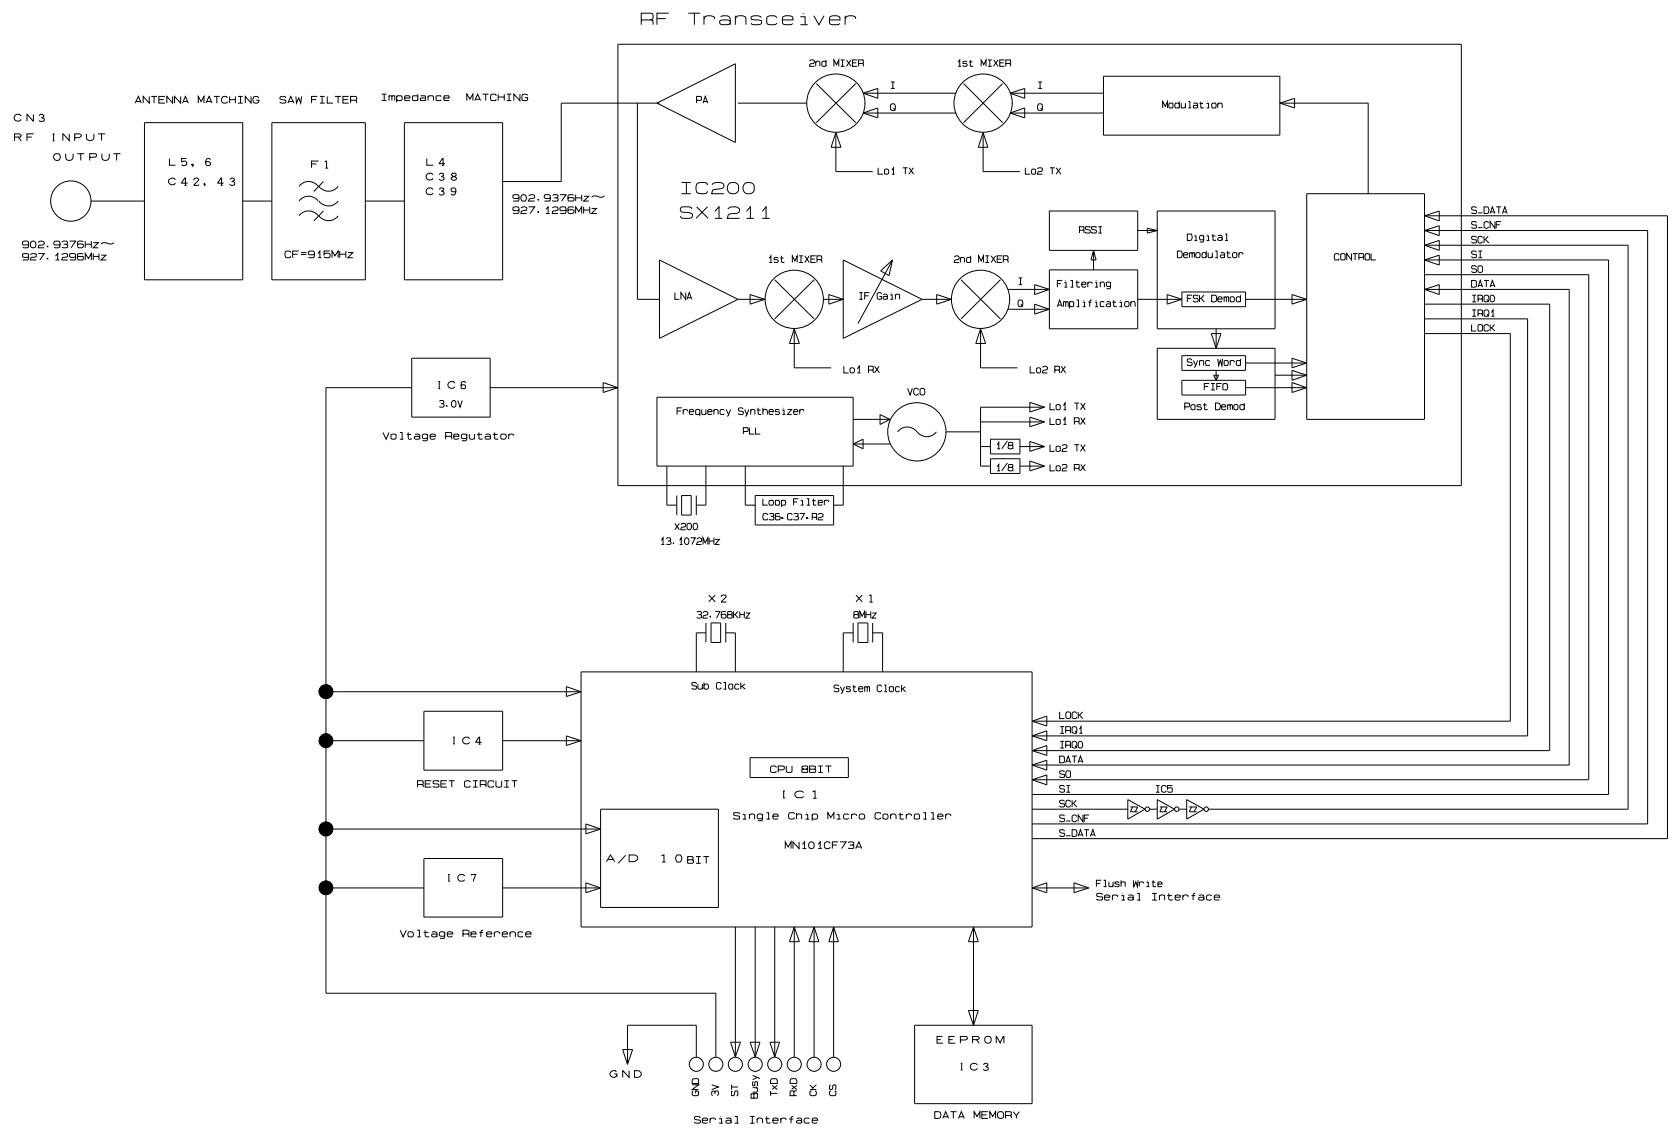 RF Transceiver
CN3
RF INPUT
OUTPUT
902.9376Hz～
927.1296MHz
ANTENNA MATCHING
L5, 6
C42, 43
SAW FILTER
F1
CF=915MHz
Impedance MATCHING
L4
C38
C39
902.9376Hz～
927.1296MHz
PA
2nd MIXER
I
Q
1st MIXER
I
Q
Modulation
Lo1 TX
Lo2 TX
IC200
SX1211
LNA
1st MIXER
IF Gain
2nd MIXER
I
Q
Lo1 RX
Lo2 RX
RSSI
Filtering
Amplification
Digital
Demodulator
FSK Demod
Sync Word
FIFO
Post Demod
CONTROL
S_DATA
S_CNF
SCK
SI
SO
DATA
IRQ0
IRQ1
LOCK
IC6
3.0V
Voltage Regutator
Frequency Synthesizer
PLL
VCO
Lo1 TX
Lo1 RX
1/8
Lo2 TX
1/8
Lo2 RX
X200
13.1072MHz
Loop Filter
C36.C37.R2
X2
32.768KHz
Sub Clock
X1
8MHz
System Clock
IC4
RESET CIRCUIT
CPU 8BIT
IC1
Single Chip Micro Controller
MN101CF73A
A/D 10BIT
IC7
Voltage Reference
LOCK
IRQ1
IRQ0
DATA
SO
SI
IC5
SCK
S_CNF
S_DATA
Flush Write
Serial Interface
GND
GND
3V
ST
Busy
TxD
RxD
CK
CS
Serial Interface
EEPROM
IC3
DATA MEMORY